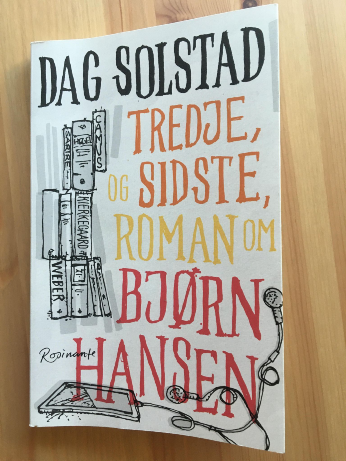 DAG SOLSTAD
TREDJE,
OG SIDSTE,
ROMAN OM
BJØRN
HANSEN
Rosinante
CAMUS
SARTRE
KIERKEGAARD
WEBER